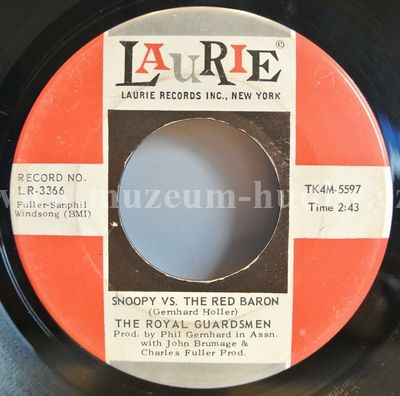 LAURIE ©
LAURIE RECORDS INC., NEW YORK
RECORD NO.
LR-3366
Fuller-Sanphil
Windsong (BMI)
TK4M-5597
Time 2:43
SNOOPY VS. THE RED BARON
(Gernhard Holler)
THE ROYAL GUARDSMEN
Prod. by Phil Gernhard in Assn.
with John Brumage &
Charles Fuller Prod.